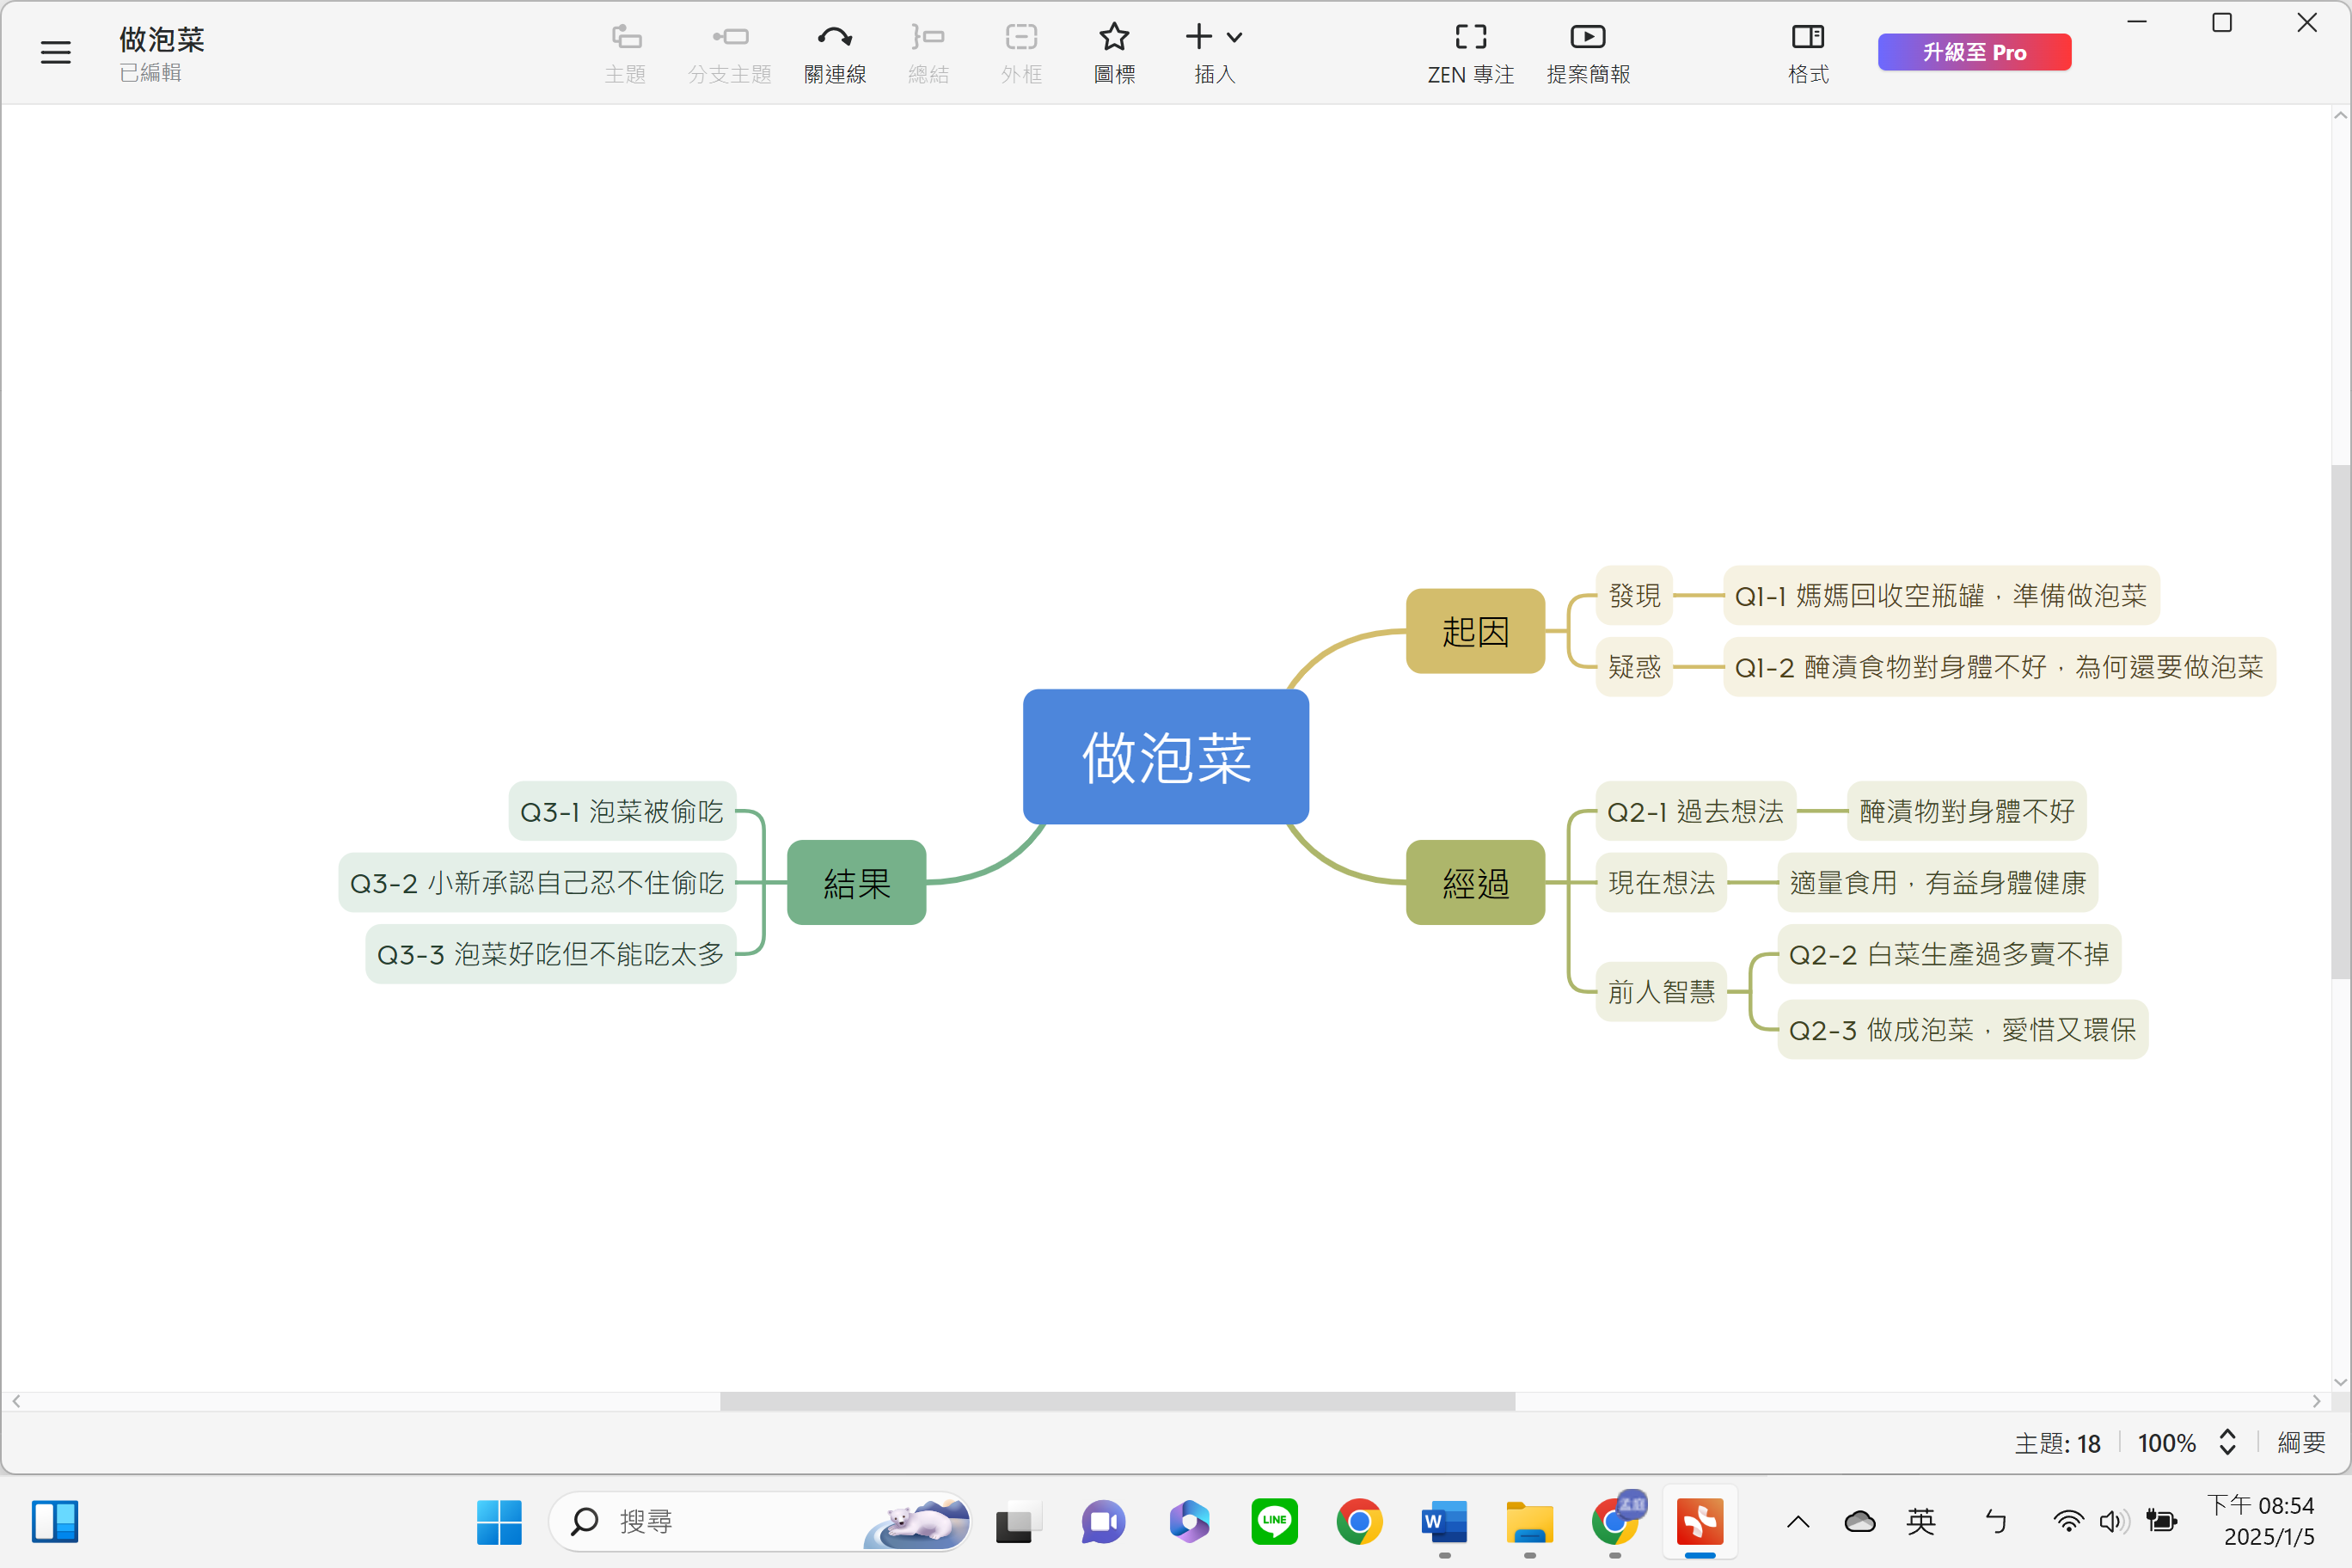 做泡菜
已編輯
主題
分支主題
關連線
總結
外框
圖標
插入
ZEN 專注
提案簡報
格式
升級至 Pro
做泡菜
起因
發現
Q1-1 媽媽回收空瓶罐，準備做泡菜
疑惑
Q1-2 醃漬食物對身體不好，為何還要做泡菜
經過
Q2-1 過去想法
醃漬物對身體不好
現在想法
適量食用，有益身體健康
前人智慧
Q2-2 白菜生產過多賣不掉
Q2-3 做成泡菜，愛惜又環保
結果
Q3-1 泡菜被偷吃
Q3-2 小新承認自己忍不住偷吃
Q3-3 泡菜好吃但不能吃太多
主題: 18
100%
綱要
搜尋
LINE
W
英
ㄅ
下午 08:54
2025/1/5